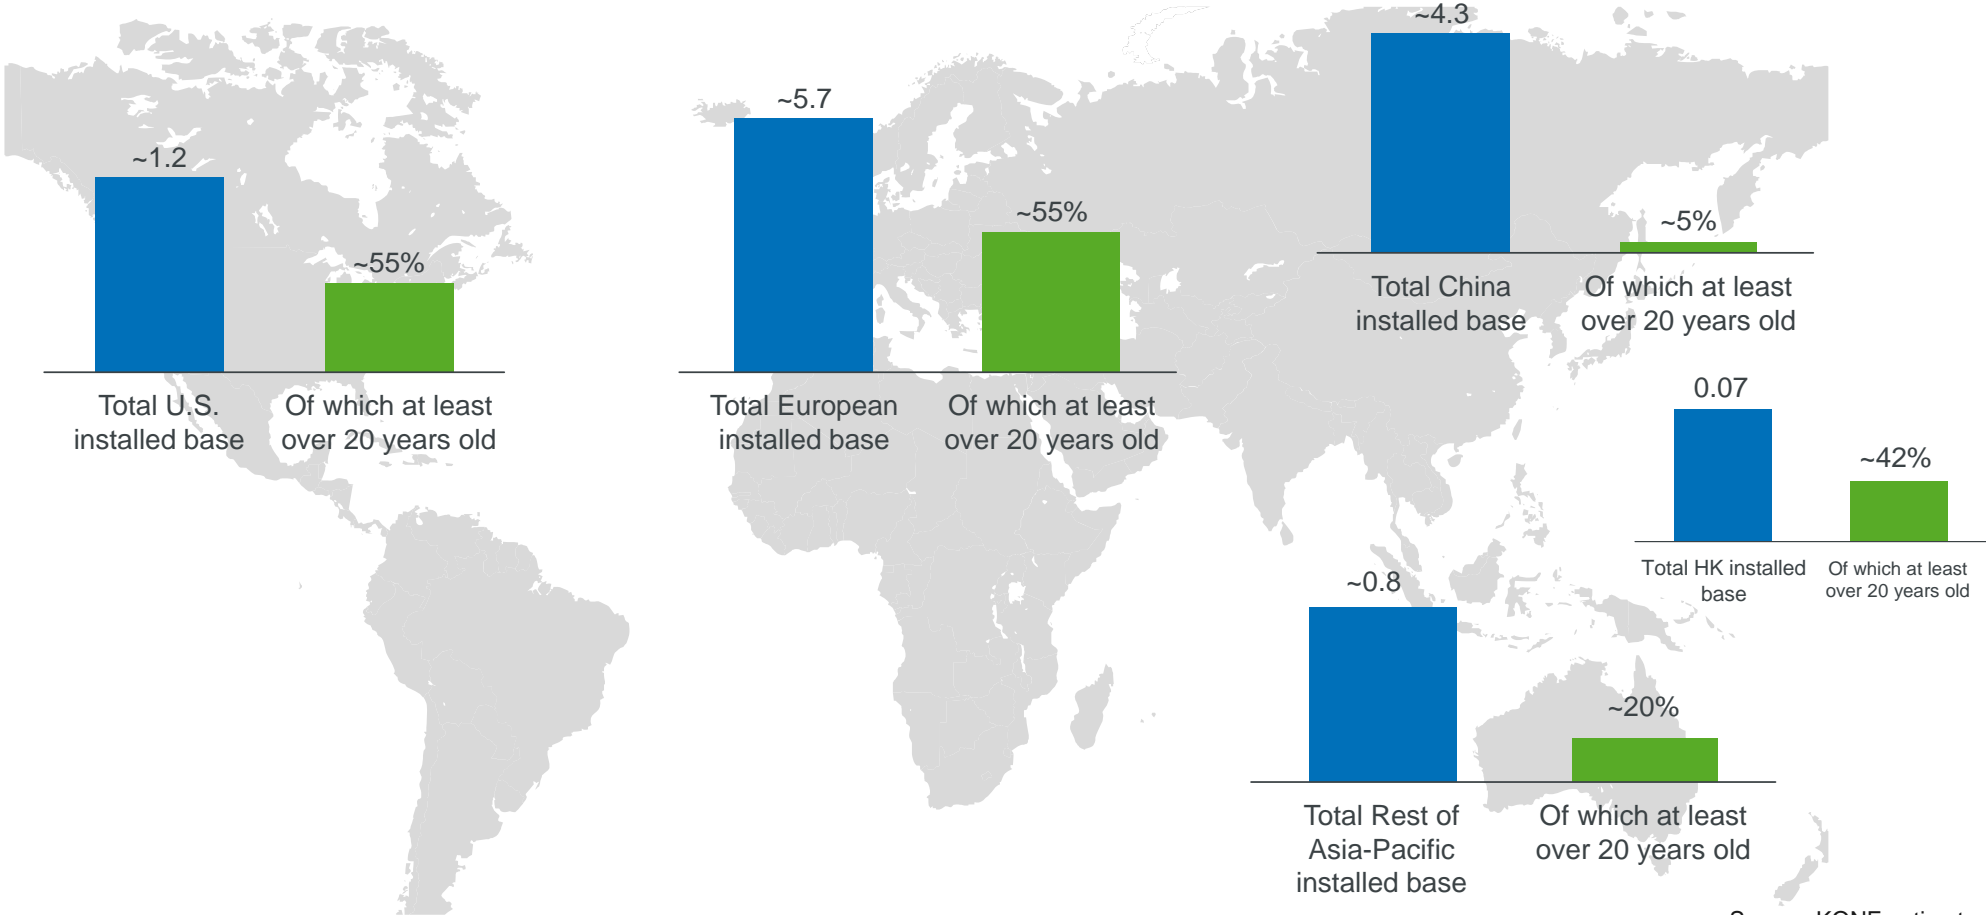 ~1.2
~55%
Total U.S.
installed base
Of which at least
over 20 years old
~5.7
~55%
Total European
installed base
Of which at least
over 20 years old
~4.3
~5%
Total China
installed base
Of which at least
over 20 years old
0.07
~42%
Total HK installed
base
Of which at least
over 20 years old
~0.8
~20%
Total Rest of
Asia-Pacific
installed base
Of which at least
over 20 years old